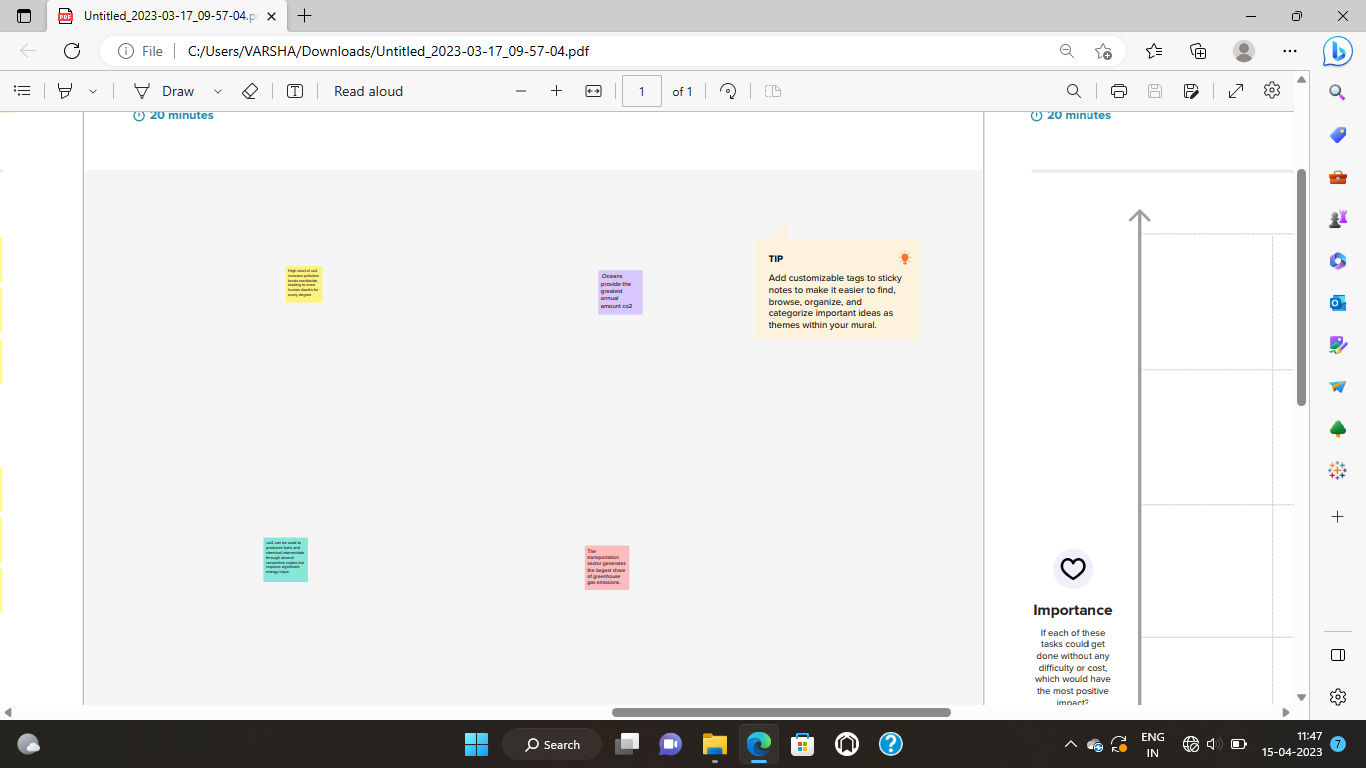 Untitled_2023-03-17_09-57-04.p
File
C:/Users/VARSHA/Downloads/Untitled_2023-03-17_09-57-04.pdf
Draw
Read aloud
1
of 1
20 minutes
20 minutes
High level of co2
increase pollution
levels worldwide,
leading to more
human deaths for
every degree
.Oceans
provide the
greatest
annual
amount co2
TIP
Add customizable tags to sticky
notes to make it easier to find,
browse, organize, and
categorize important ideas as
themes within your mural.
.co2 can be used to
produces fuels and
chemical intermidiate
through several
convertion routes but
requires significant
energy input
The
transportation
sector generates
the largest share
of greenhouse
gas emissions.
Importance
If each of these
tasks could get
done without any
difficulty or cost,
which would have
the most positive
impact?
Search
ENG
IN
11:47
15-04-2023
7